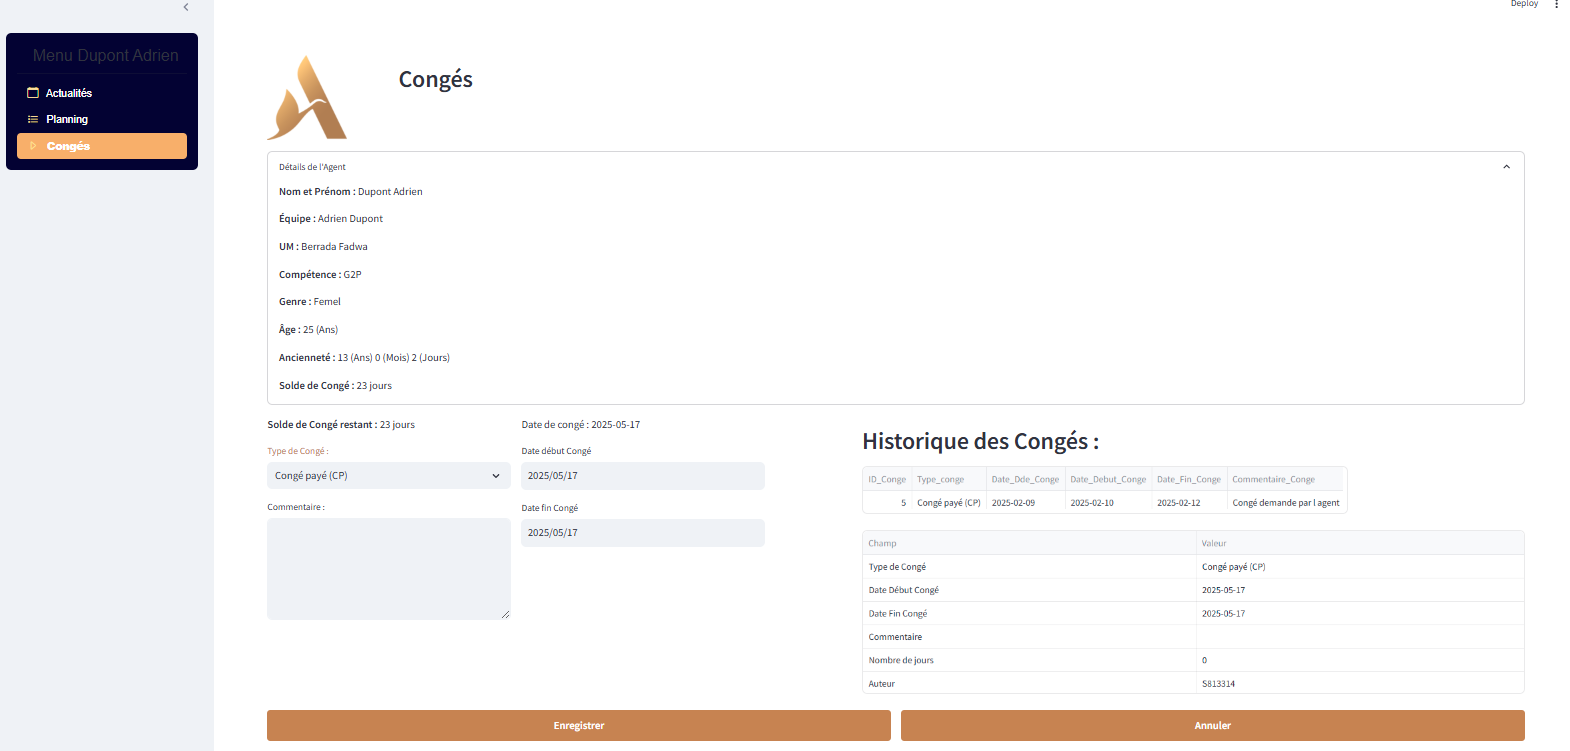 Deploy
Menu Dupont Adrien
Actualités
Planning
Congés
Congés
Détails de l'Agent
Nom et Prénom : Dupont Adrien
Équipe : Adrien Dupont
UM : Berrada Fadwa
Compétence : G2P
Genre : Femel
Âge : 25 (Ans)
Ancienneté : 13 (Ans) 0 (Mois) 2 (Jours)
Solde de Congé : 23 jours
Solde de Congé restant : 23 jours
Type de Congé :
Congé payé (CP)
Commentaire :
Date de congé : 2025-05-17
Date début Congé
2025/05/17
Date fin Congé
2025/05/17
Historique des Congés :
ID_Conge Type_conge Date_Dde_Conge Date_Debut_Conge Date_Fin_Conge Commentaire_Conge
5 Congé payé (CP) 2025-02-09 2025-02-10 2025-02-12 Congé demande par l agent
Champ Valeur
Type de Congé Congé payé (CP)
Date Début Congé 2025-05-17
Date Fin Congé 2025-05-17
Commentaire
Nombre de jours 0
Auteur S813314
Enregistrer Annuler